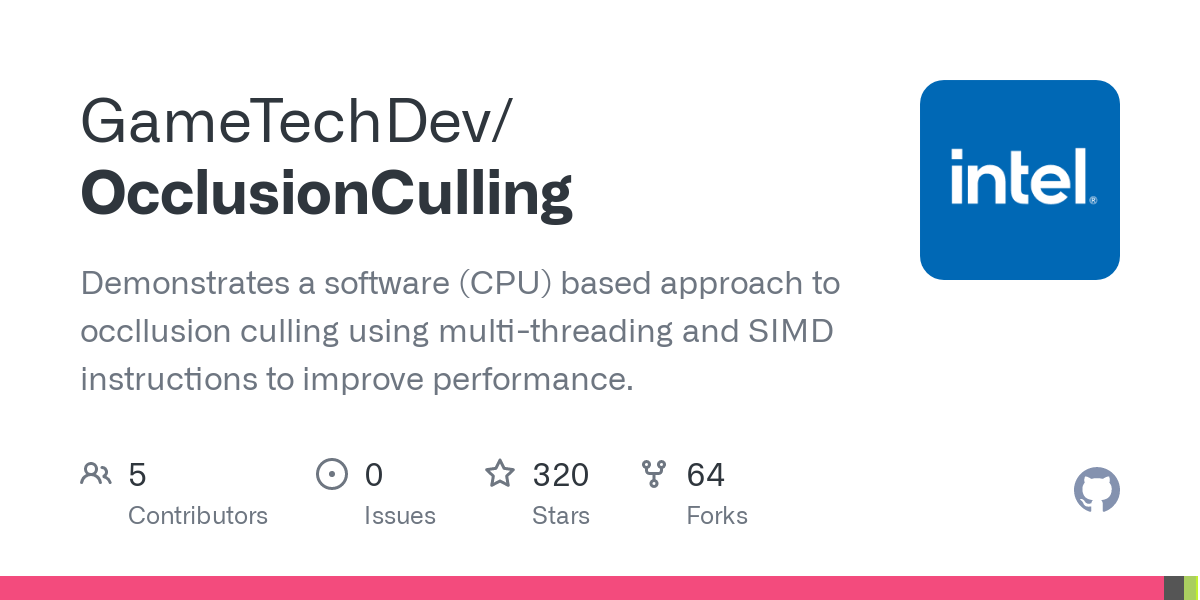 GameTechDev/
OcclusionCulling
intel®
Demonstrates a software (CPU) based approach to
occllusion culling using multi-threading and SIMD
instructions to improve performance.
5
Contributors
0
Issues
320
Stars
64
Forks